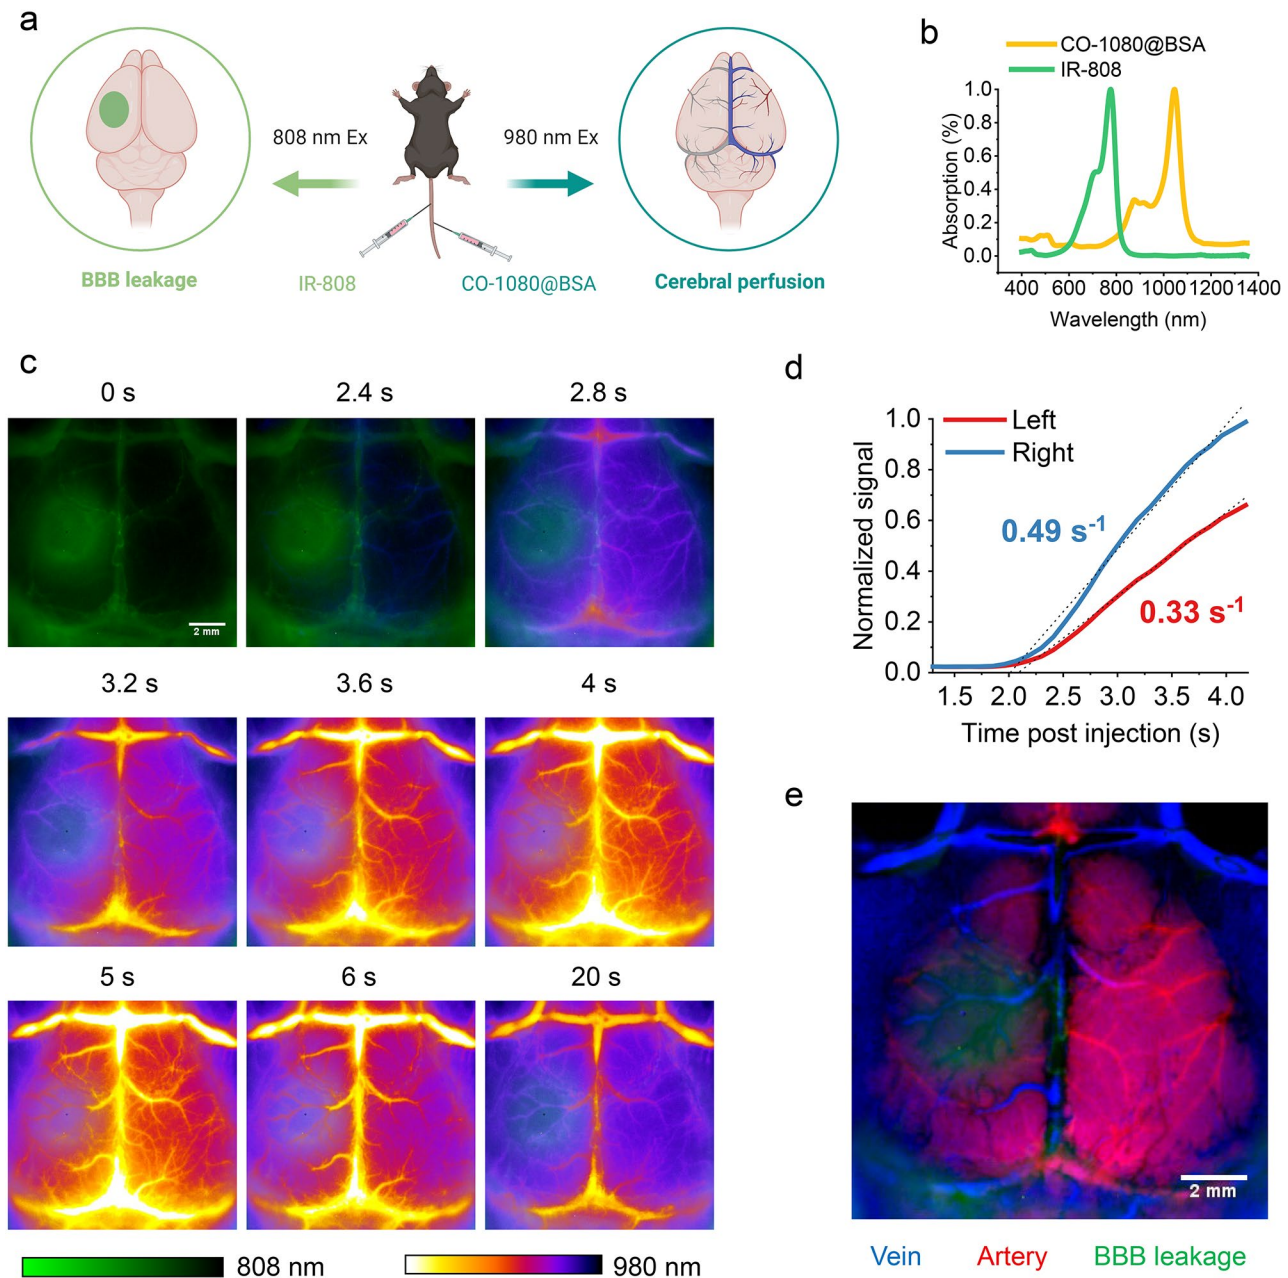 a
808 nm Ex
980 nm Ex
BBB leakage
IR-808
CO-1080@BSA
Cerebral perfusion
b
CO-1080@BSA
IR-808
Absorption (%)
1.0
0.8
0.6
0.4
0.2
0.0
400 600 800 1000 1200 1400
Wavelength (nm)
c
0 s
2.4 s
2.8 s
2 mm
3.2 s
3.6 s
4 s
5 s
6 s
20 s
808 nm
980 nm
d
Left
Right
Normalized signal
1.0
0.8
0.6
0.4
0.2
0.0
0.49 s-1
0.33 s-1
1.5 2.0 2.5 3.0 3.5 4.0
Time post injection (s)
e
2 mm
Vein Artery BBB leakage